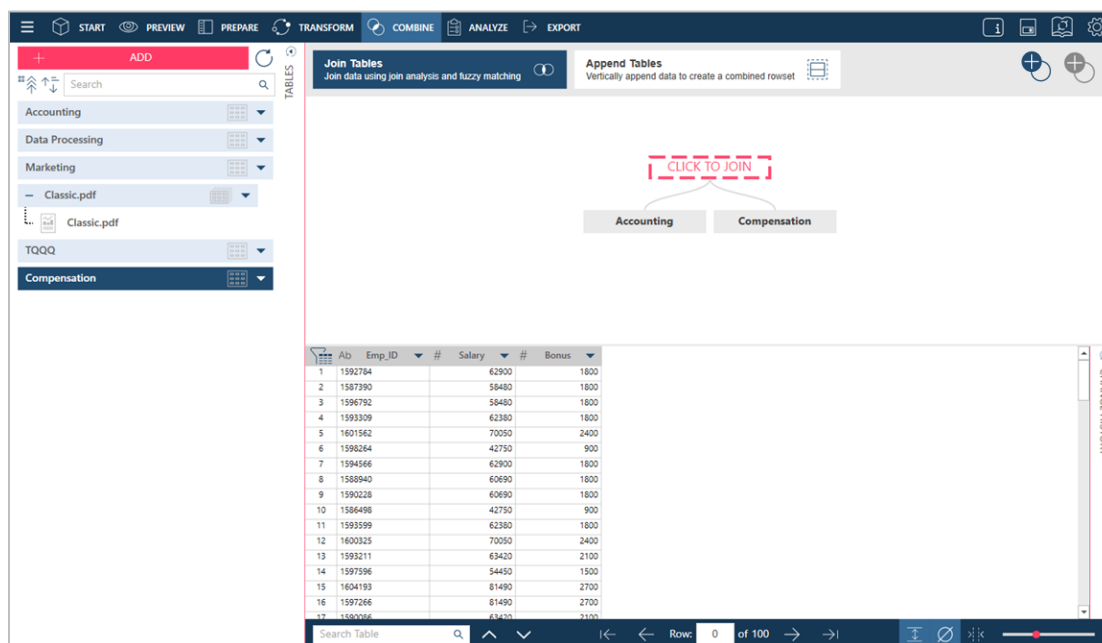 START PREVIEW PREPARE TRANSFORM COMBINE ANALYZE EXPORT
+ ADD
TABLES
Search
Accounting
Data Processing
Marketing
Classic.pdf
Classic.pdf
TQQQ
Compensation
Join Tables
Join data using join analysis and fuzzy matching
Append Tables
Vertically append data to create a combined rowset
CLICK TO JOIN
Accounting Compensation
Ab Emp_ID # Salary # Bonus
1 1592784 62900 1800
2 1587390 58480 1800
3 1596792 58480 1800
4 1593309 62380 1800
5 1601562 70050 2400
6 1598264 42750 900
7 1594566 62900 1800
8 1588940 60690 1800
9 1590228 60690 1800
10 1586498 42750 900
11 1593599 62380 1800
12 1600325 70050 2400
13 1593211 63420 2100
14 1597596 54450 1500
15 1604193 81490 2700
16 1597266 81490 2700
17 1590086 63420 2100
Search Table Row: 0 of 100